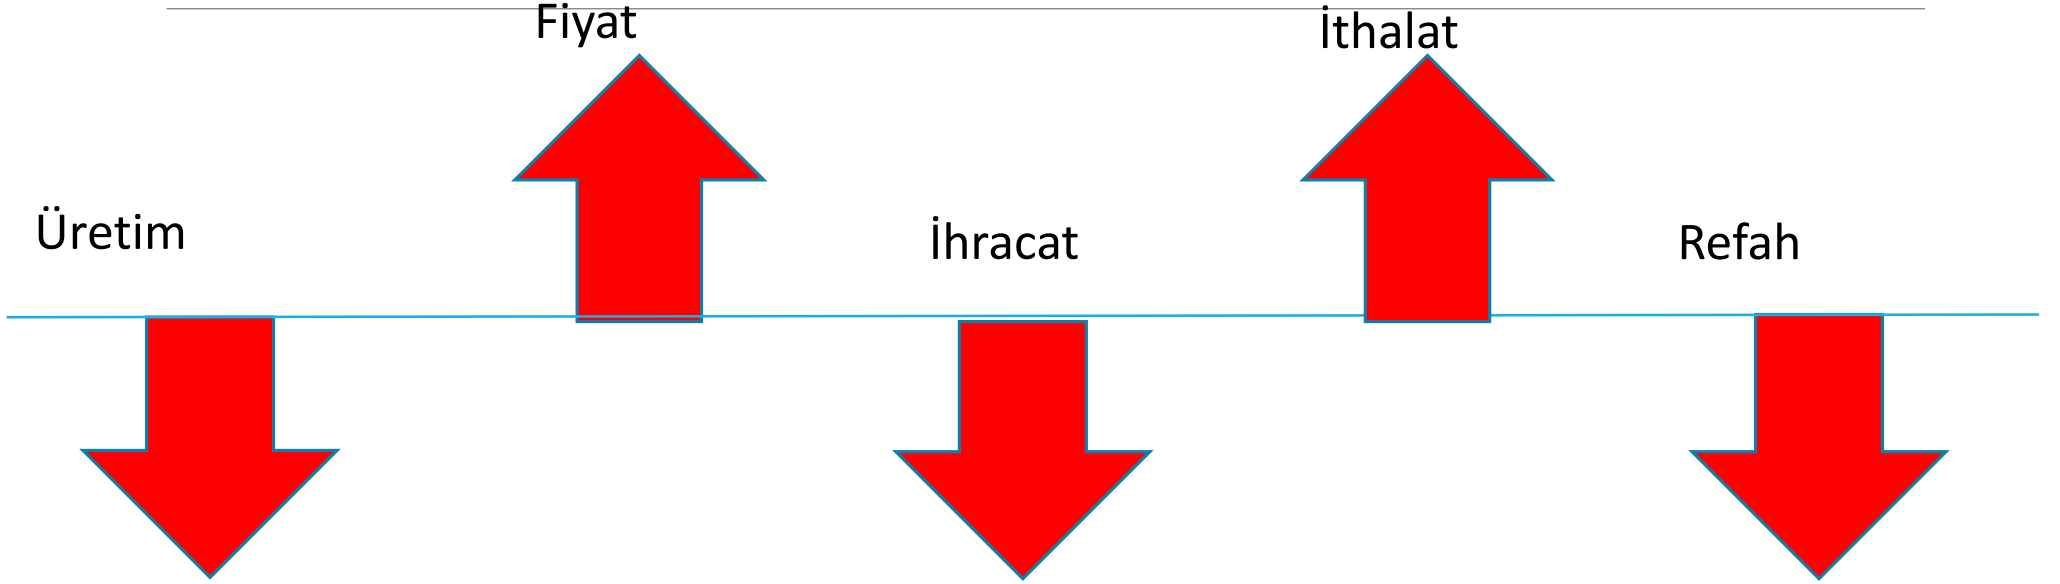 Fiyat
İthalat
Üretim
İhracat
Refah